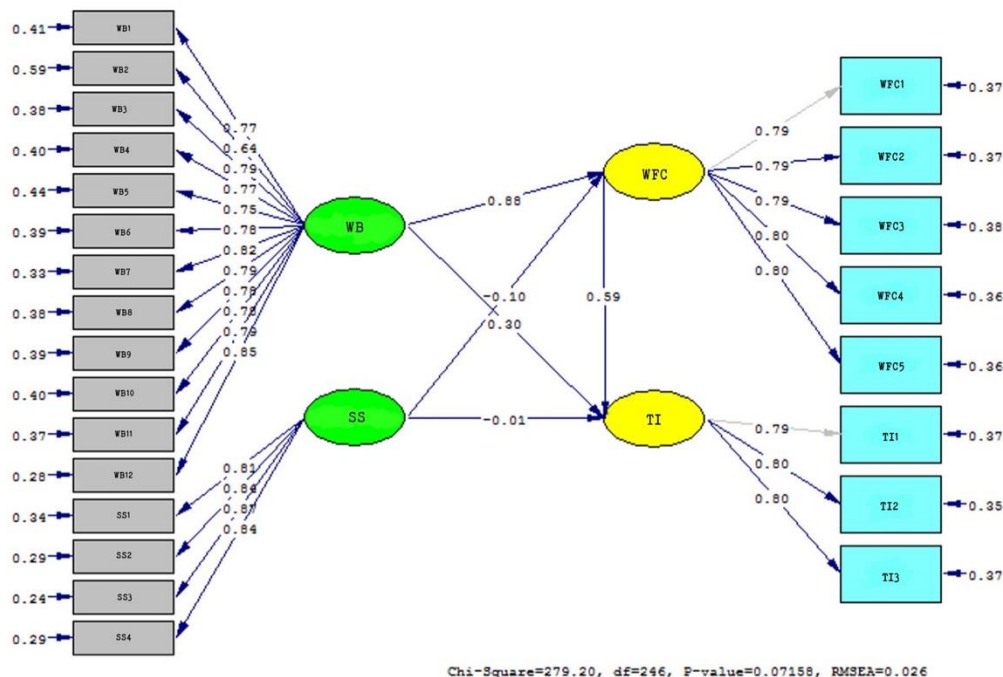 0.41
WB1
0.59
WB2
0.38
WB3
0.40
WB4
0.44
WB5
0.39
WB6
0.33
WB7
0.38
WB8
0.39
WB9
0.40
WB10
0.37
WB11
0.28
WB12
0.34
SS1
0.29
SS2
0.24
SS3
0.29
SS4
0.77
0.64
0.79
0.77
0.75
0.78
0.82
0.79
0.78
0.78
0.79
0.85
0.81
0.84
0.87
0.84
WB
SS
0.88
-0.10
0.30
-0.01
0.59
WFC
TI
0.79
0.79
0.79
0.80
0.80
0.79
0.80
0.80
WFC1
0.37
WFC2
0.37
WFC3
0.38
WFC4
0.36
WFC5
0.36
TI1
0.37
TI2
0.35
TI3
0.37
Chi-Square=279.20, df=246, P-value=0.07158, RMSEA=0.026